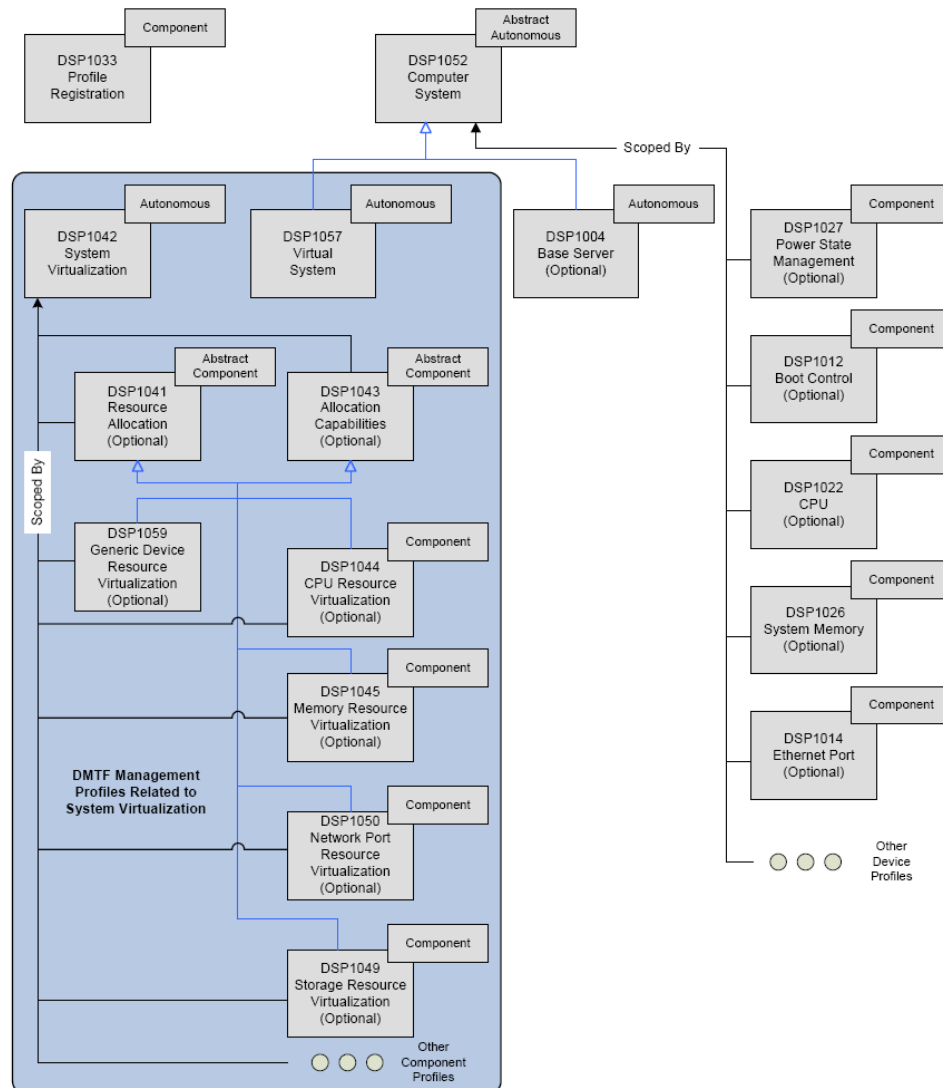 Component
DSP1033
Profile
Registration
Abstract
Autonomous
DSP1052
Computer
System
Scoped By
Autonomous
DSP1042
System
Virtualization
Autonomous
DSP1057
Virtual
System
Autonomous
DSP1004
Base Server
(Optional)
Component
DSP1027
Power State
Management
(Optional)
Component
DSP1012
Boot Control
(Optional)
Component
DSP1022
CPU
(Optional)
Component
DSP1026
System Memory
(Optional)
Component
DSP1014
Ethernet Port
(Optional)
Other
Device
Profiles
Abstract
Component
DSP1041
Resource
Allocation
(Optional)
Abstract
Component
DSP1043
Allocation
Capabilities
(Optional)
Scoped By
DSP1059
Generic Device
Resource
Virtualization
(Optional)
Component
DSP1044
CPU Resource
Virtualization
(Optional)
Component
DSP1045
Memory Resource
Virtualization
(Optional)
DMTF Management
Profiles Related to
System Virtualization
Component
DSP1050
Network Port
Resource
Virtualization
(Optional)
Component
DSP1049
Storage Resource
Virtualization
(Optional)
Other
Component
Profiles